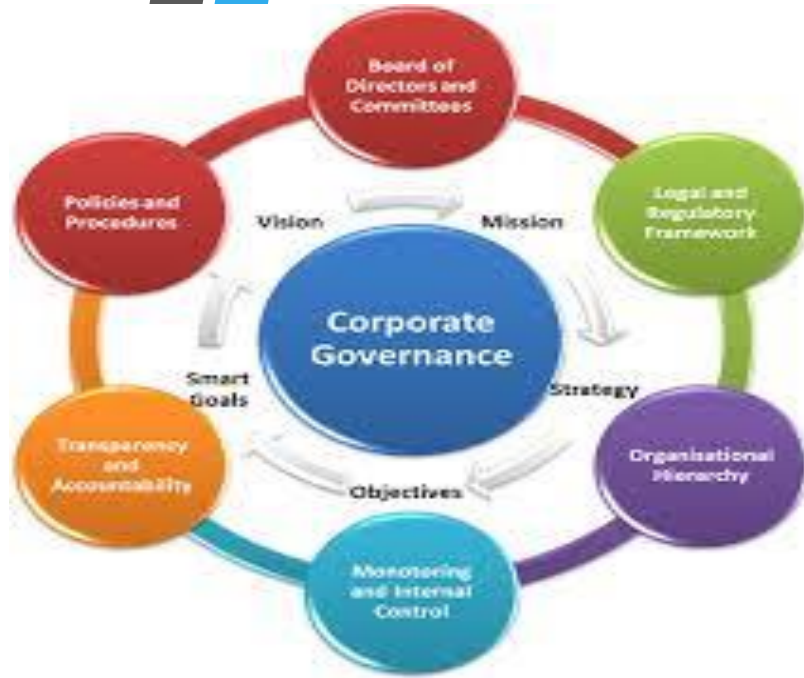 Board of
Directors and
Committees
Policies and
Procedures
Legal and
Regulatory
Framework
Vision
Mission
Corporate
Governance
Smart
Goals
Strategy
Transparency
and
Accountability
Organisational
Hierarchy
Objectives
Monotoring
and Internal
Control